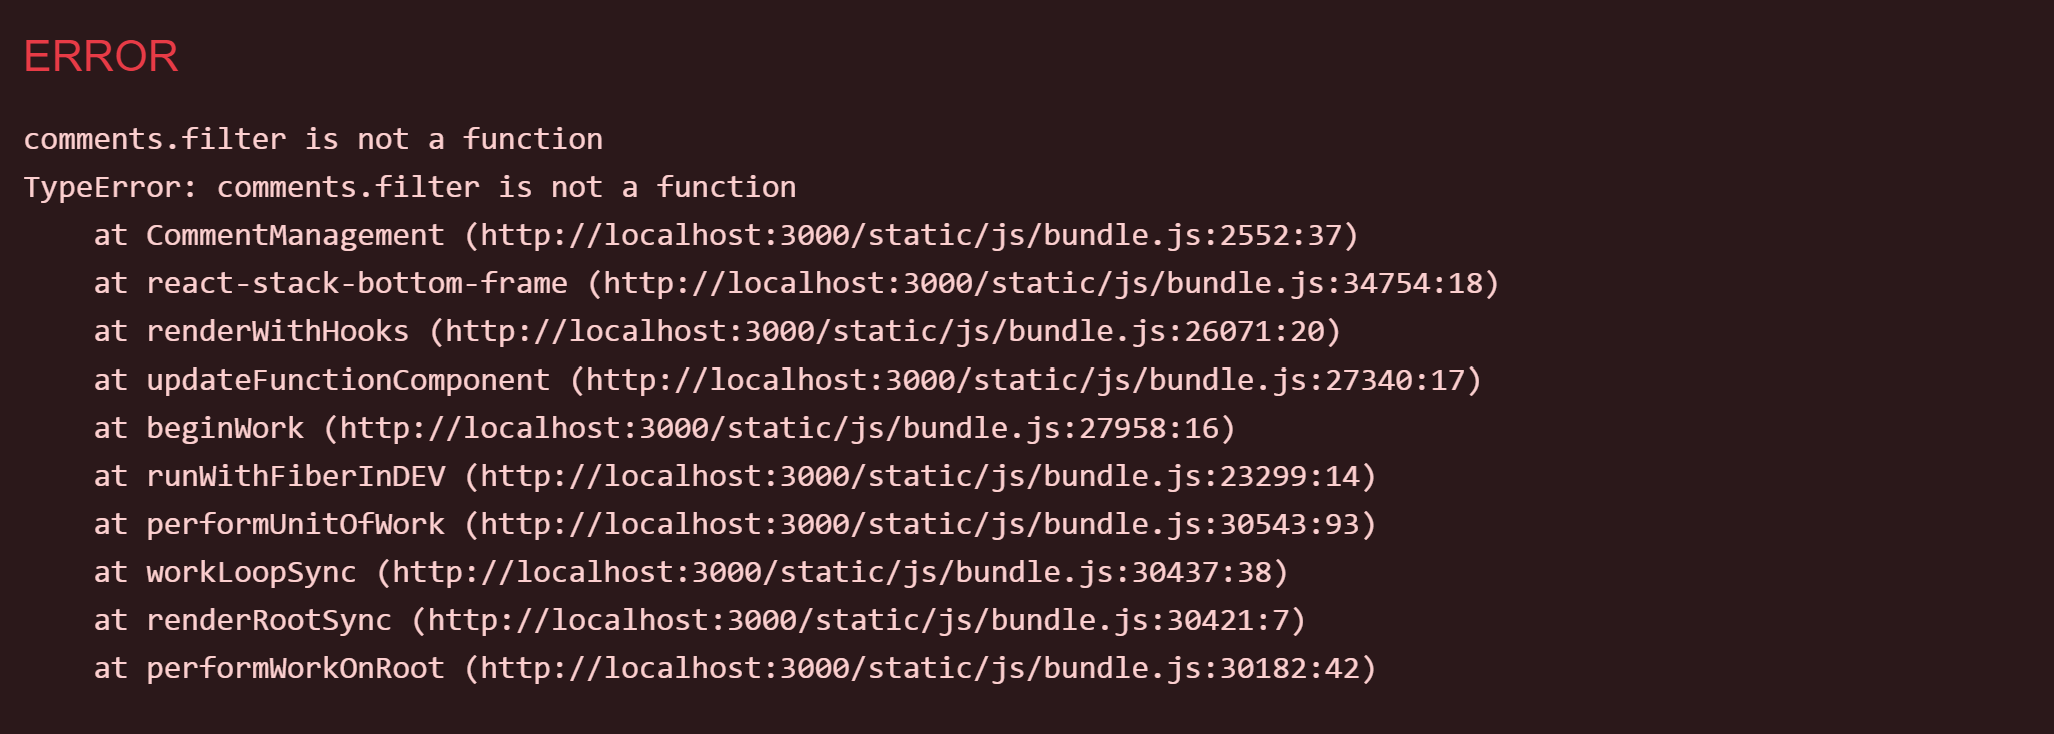 ERROR
comments.filter is not a function
TypeError: comments.filter is not a function
    at CommentManagement (http://localhost:3000/static/js/bundle.js:2552:37)
    at react-stack-bottom-frame (http://localhost:3000/static/js/bundle.js:34754:18)
    at renderWithHooks (http://localhost:3000/static/js/bundle.js:26071:20)
    at updateFunctionComponent (http://localhost:3000/static/js/bundle.js:27340:17)
    at beginWork (http://localhost:3000/static/js/bundle.js:27958:16)
    at runWithFiberInDEV (http://localhost:3000/static/js/bundle.js:23299:14)
    at performUnitOfWork (http://localhost:3000/static/js/bundle.js:30543:93)
    at workLoopSync (http://localhost:3000/static/js/bundle.js:30437:38)
    at renderRootSync (http://localhost:3000/static/js/bundle.js:30421:7)
    at performWorkOnRoot (http://localhost:3000/static/js/bundle.js:30182:42)